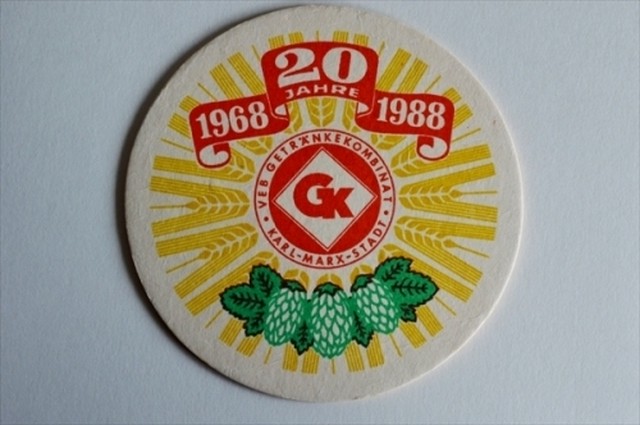 20
JAHRE
1968 1988
VEB GETRÄNKEKOMBINAT
GK
• KARL-MARX-STADT •